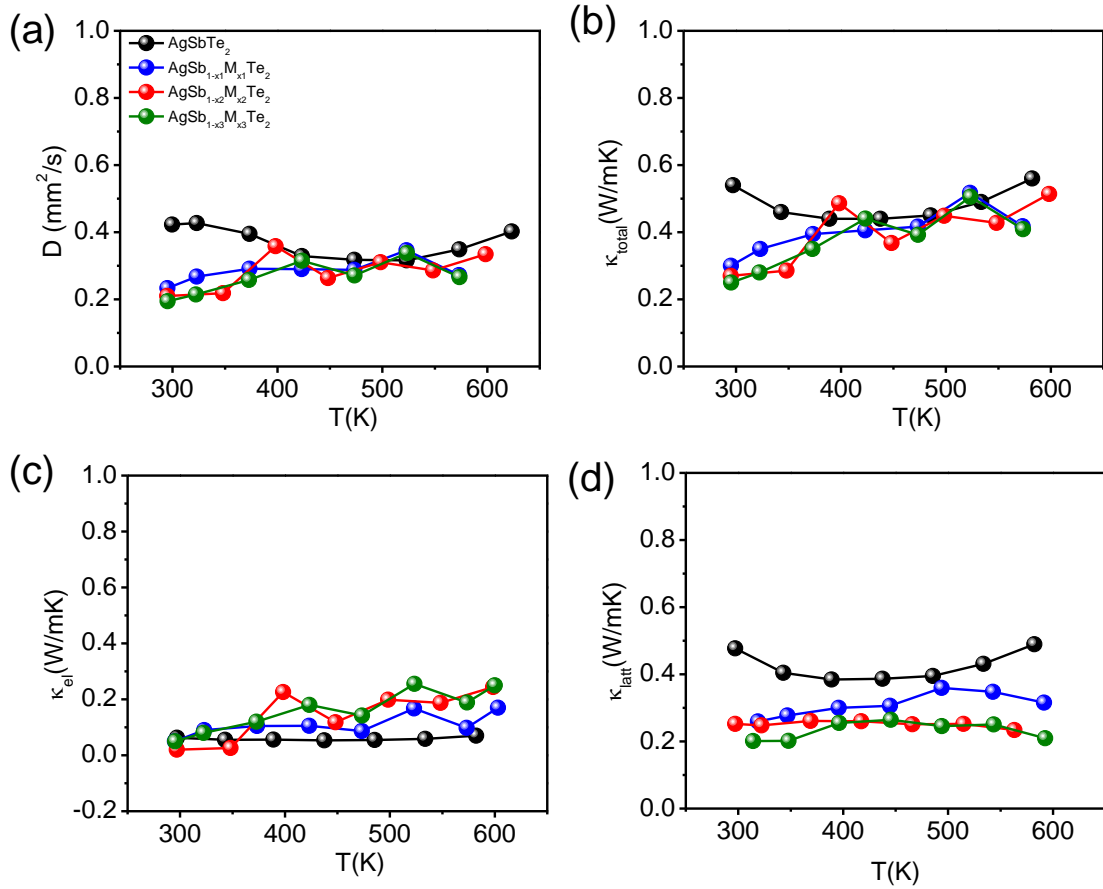 (a)
1.0
0.8
0.6
0.4
0.2
0.0
D (mm²/s)
AgSbTe₂
AgSb₁₋ₓ₁Mₓ₁Te₂
AgSb₁₋ₓ₂Mₓ₂Te₂
AgSb₁₋ₓ₃Mₓ₃Te₂
300 400 500 600
T(K)
(b)
1.0
0.8
0.6
0.4
0.2
0.0
κtotal(W/mK)
300 400 500 600
T(K)
(c)
1.0
0.8
0.6
0.4
0.2
0.0
-0.2
κel(W/mK)
300 400 500 600
T(K)
(d)
1.0
0.8
0.6
0.4
0.2
0.0
κlatt(W/mK)
300 400 500 600
T(K)